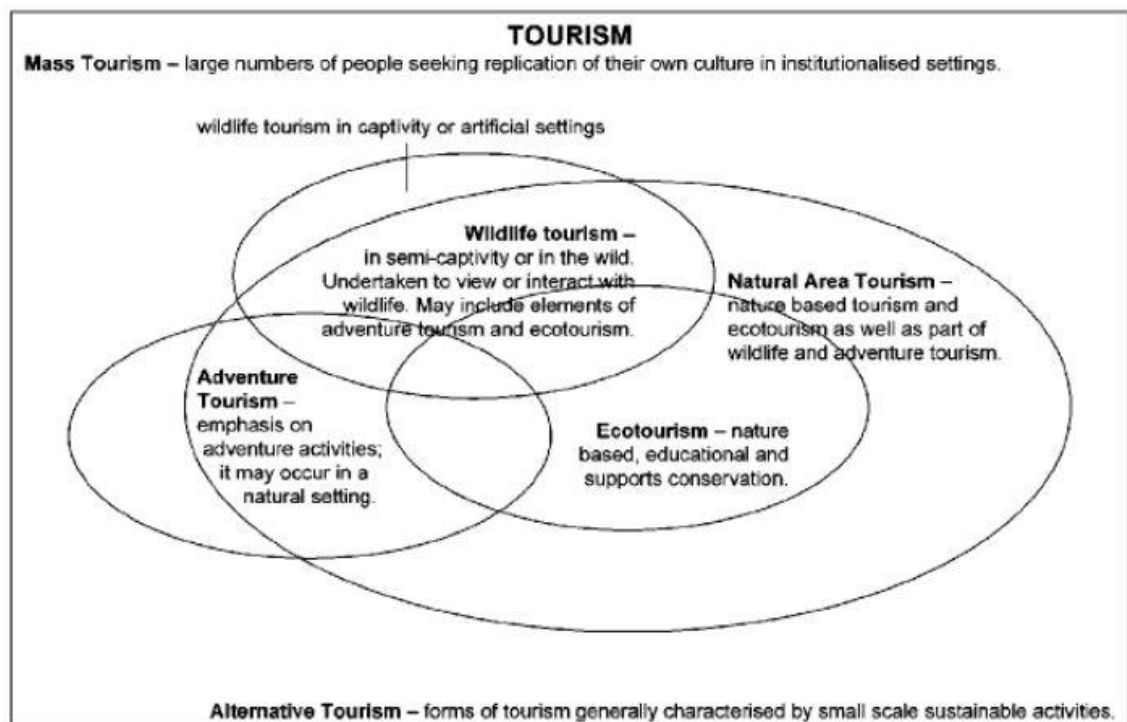 TOURISM
Mass Tourism – large numbers of people seeking replication of their own culture in institutionalised settings.
wildlife tourism in captivity or artificial settings
Wildlife tourism –
in semi-captivity or in the wild.
Undertaken to view or interact with
wildlife. May include elements of
adventure tourism and ecotourism.
Natural Area Tourism –
nature based tourism and
ecotourism as well as part of
wildlife and adventure tourism.
Adventure
Tourism –
emphasis on
adventure activities;
it may occur in a
natural setting.
Ecotourism – nature
based, educational and
supports conservation.
Alternative Tourism – forms of tourism generally characterised by small scale sustainable activities.